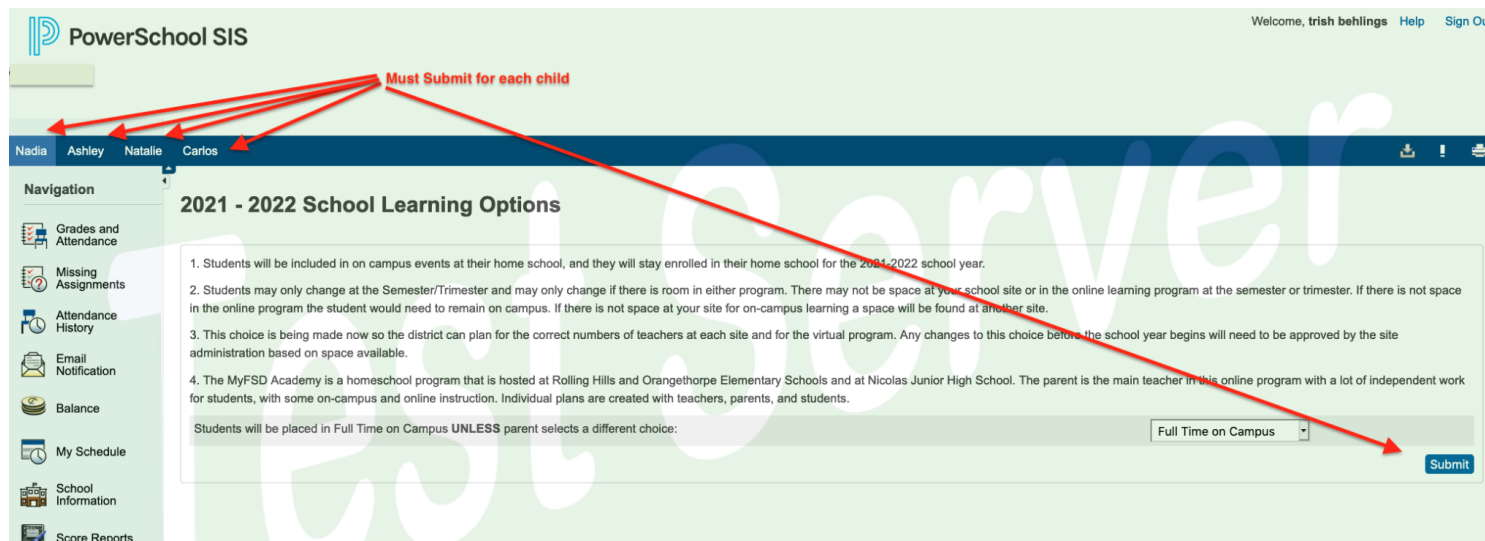 PowerSchool SIS
Welcome, trish behlings Help Sign Ou
Must Submit for each child
Nadia Ashley Natalie Carlos
Navigation
Grades and
Attendance
Missing
Assignments
Attendance
History
Email
Notification
Balance
My Schedule
School
Information
Score Reports
2021 - 2022 School Learning Options
1. Students will be included in on campus events at their home school, and they will stay enrolled in their home school for the 2021-2022 school year.
2. Students may only change at the Semester/Trimester and may only change if there is room in either program. There may not be space at your school site or in the online learning program at the semester or trimester. If there is not space
in the online program the student would need to remain on campus. If there is not space at your site for on-campus learning a space will be found at another site.
3. This choice is being made now so the district can plan for the correct numbers of teachers at each site and for the virtual program. Any changes to this choice before the school year begins will need to be approved by the site
administration based on space available.
4. The MyFSD Academy is a homeschool program that is hosted at Rolling Hills and Orangethorpe Elementary Schools and at Nicolas Junior High School. The parent is the main teacher in this online program with a lot of independent work
for students, with some on-campus and online instruction. Individual plans are created with teachers, parents, and students.
Students will be placed in Full Time on Campus UNLESS parent selects a different choice:
Full Time on Campus
Submit
Test Server